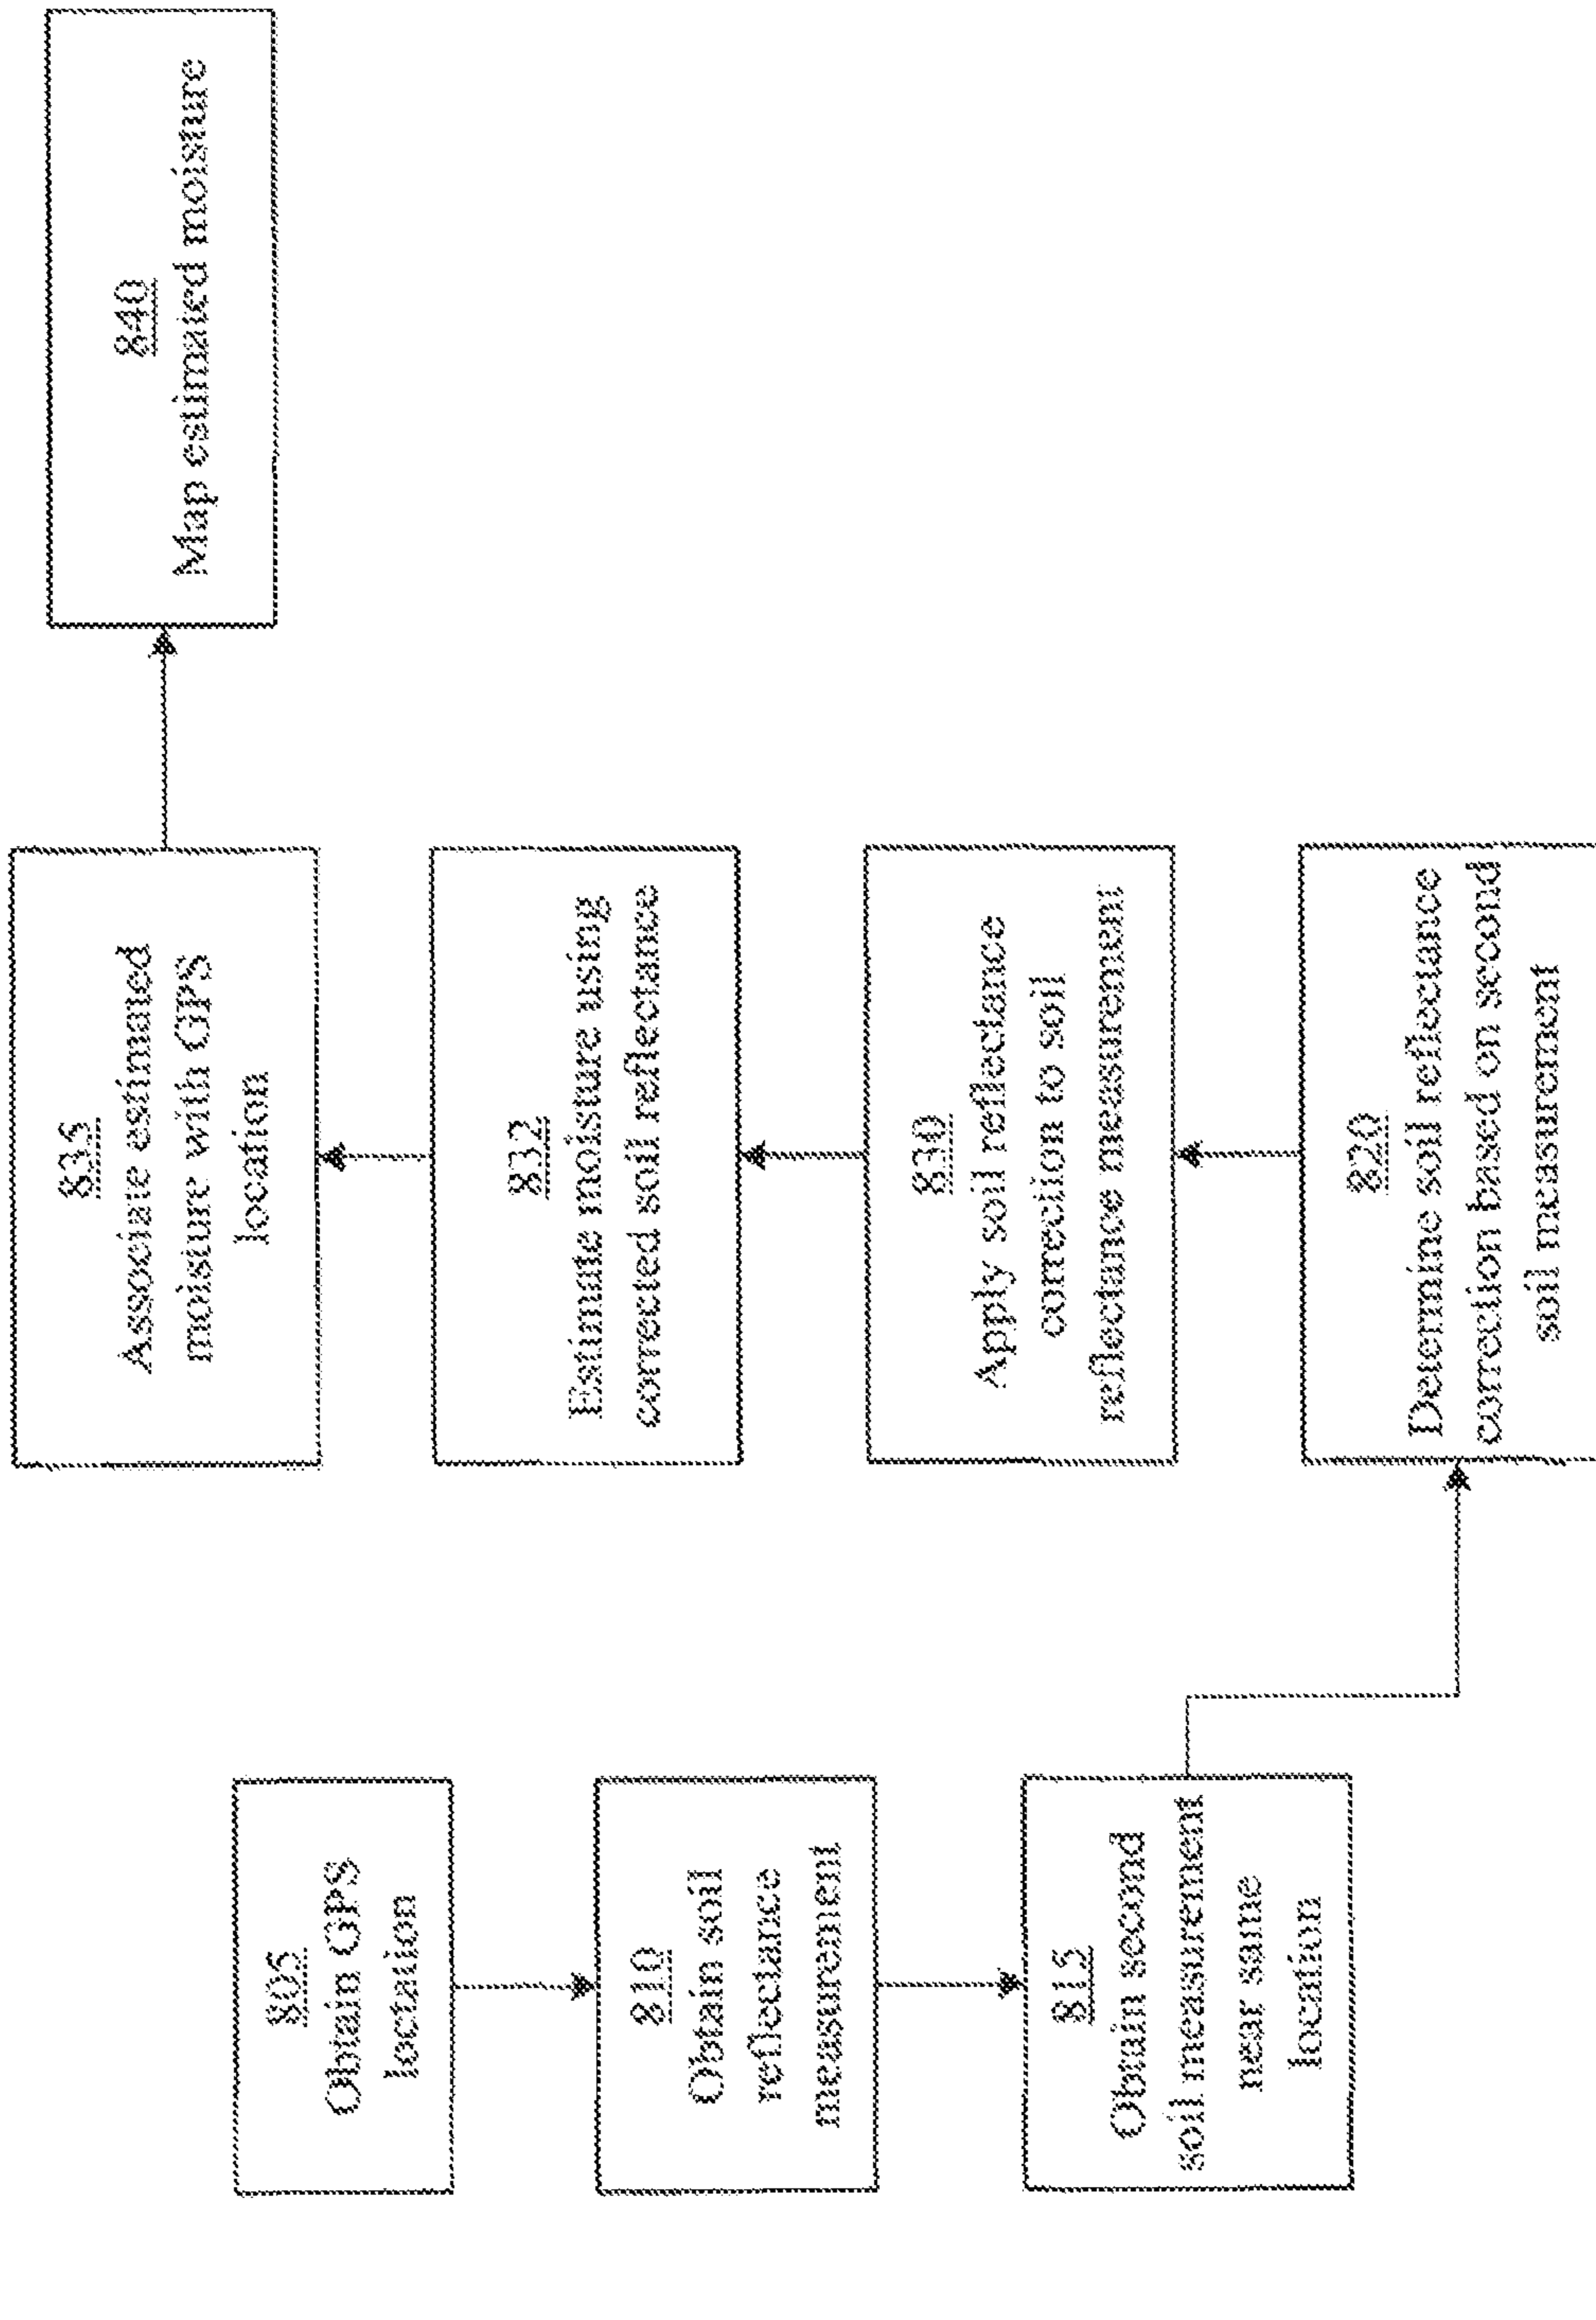 805
Obtain GPS
loctaion
810
Obtain soil
reflectance
measurement
815
Obtain second
soil measurement
near same
location
820
Determine soil reflectance
correction based on second
soil measurement
830
Apply soil reflectance
correction to soil
reflectance measurement
832
Estimate moisture using
corrected soil reflectance
835
Associate estimated
moisture with GPS
location
840
Map estimated moisture